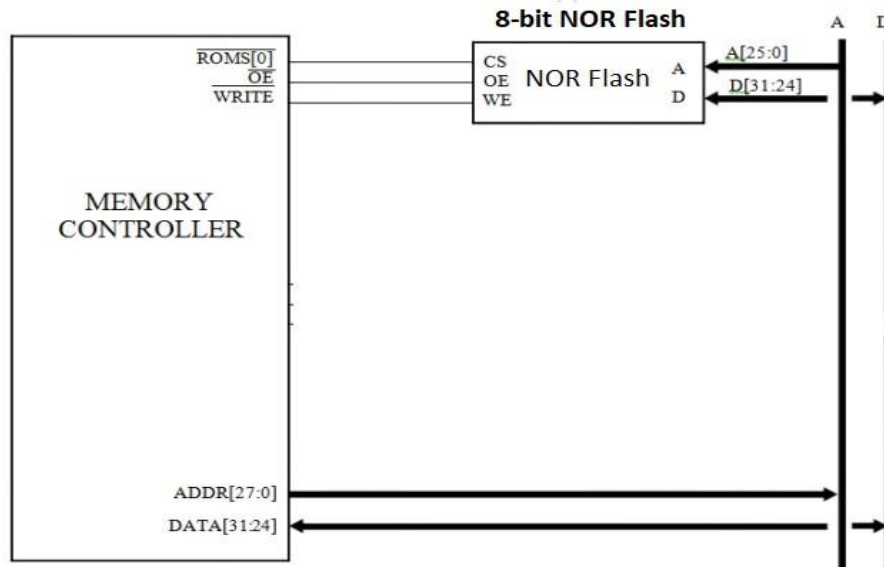 8-bit NOR Flash
A D
ROMS[0]
OE
WRITE
CS
OE
WE
NOR Flash
A
D
A[25:0]
D[31:24]
MEMORY
CONTROLLER
ADDR[27:0]
DATA[31:24]